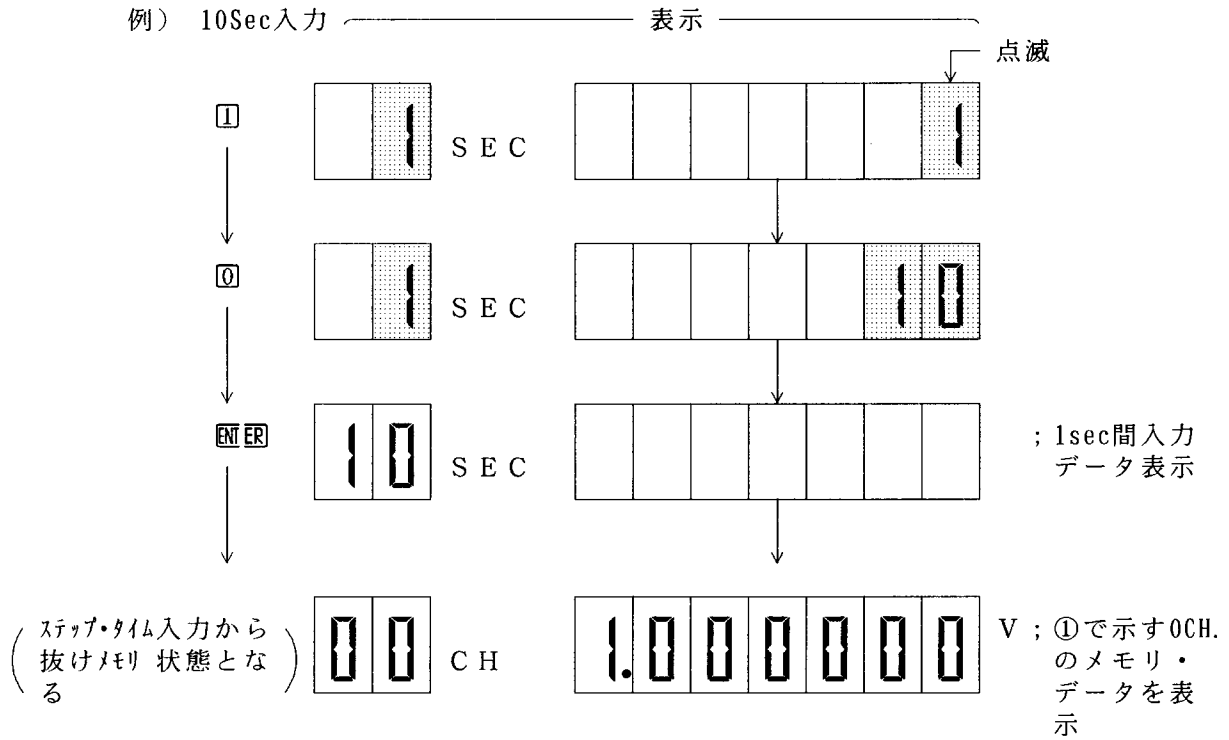 例） 10Sec入力 表示
点滅
1 1 SEC 1
0 1 SEC 10
ENTER 10 SEC ；1sec間入力
データ表示
ｽﾃｯﾌﾟ・ﾀｲﾑ入力から
抜けﾒﾓﾘ 状態とな
る
00 CH 1.000000 V；①で示す0CH.
のメモリ・
データを表
示